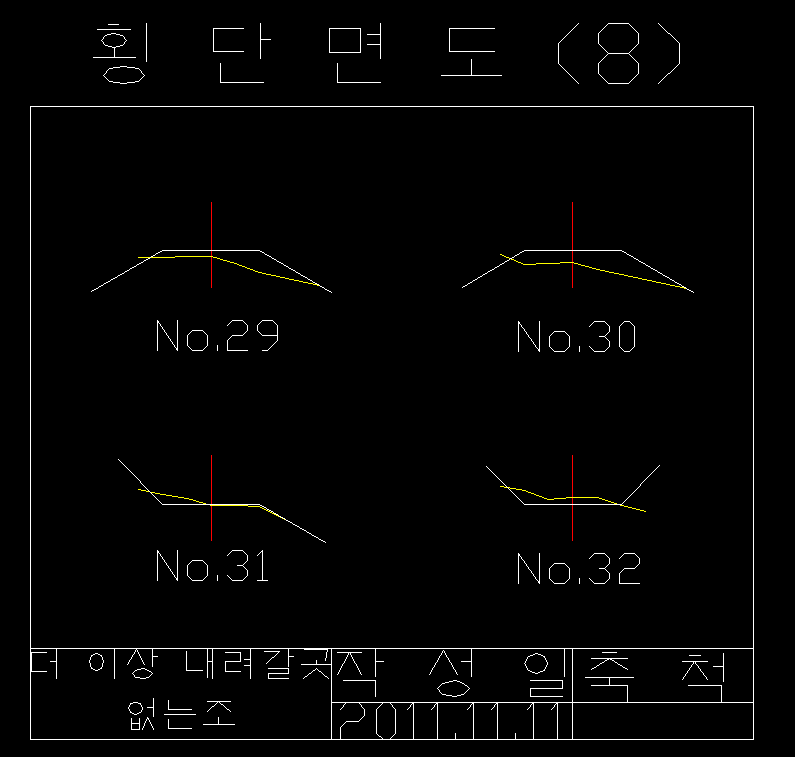 횡 단 면 도 (8)
No.29
No.30
No.31
No.32
더 이상 내려갈곳
없는조
작 성 일
축 척
2011.11.11